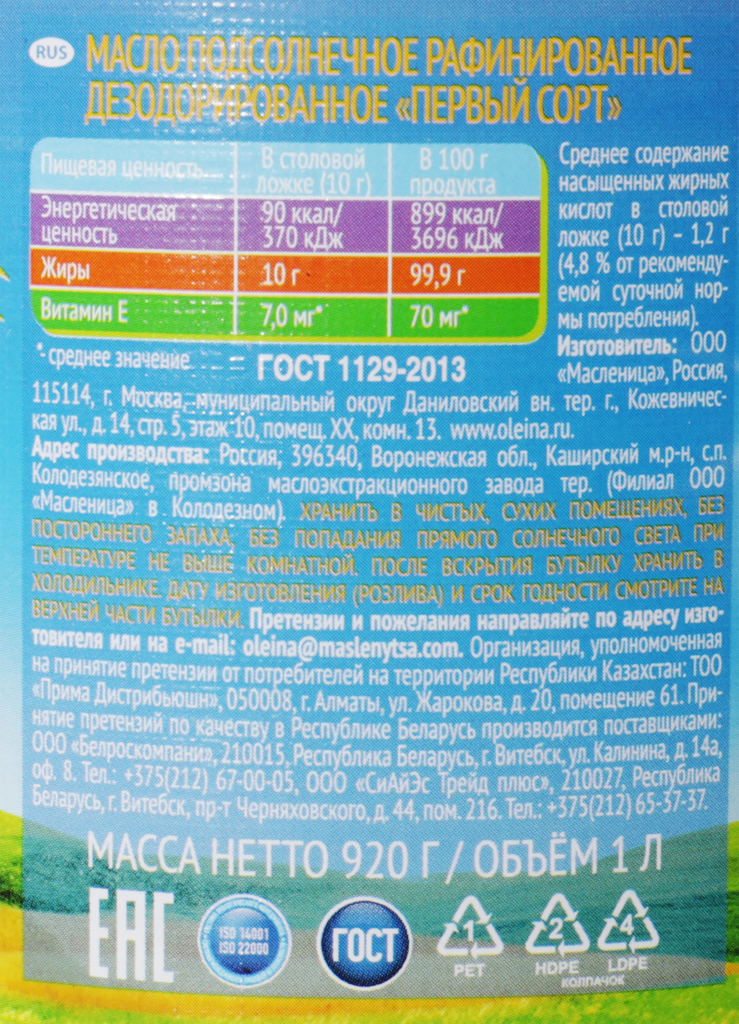 RUS
МАСЛО ПОДСОЛНЕЧНОЕ РАФИНИРОВАННОЕ
ДЕЗОДОРИРОВАННОЕ «ПЕРВЫЙ СОРТ»
Пищевая ценность
В столовой ложке (10 г)
В 100 г продукта
Энергетическая ценность
90 ккал/ 370 кДж
899 ккал/ 3696 кДж
Жиры
10 г
99,9 г
Витамин Е
7,0 мг*
70 мг*
*- среднее значение
ГОСТ 1129-2013
Среднее содержание
насыщенных жирных
кислот в столовой
ложке (10 г) – 1,2 г
(4,8 % от рекоменду-
емой суточной нор-
мы потребления).
Изготовитель: ООО
«Масленица», Россия,
115114, г. Москва, муниципальный округ Даниловский вн. тер. г., Кожевничес-
кая ул., д. 14, стр. 5, этаж 10, помещ. XX, комн. 13. www.oleina.ru.
Адрес производства: Россия; 396340, Воронежская обл., Каширский м.р-н, с.п.
Колодезянское, промзона маслоэкстракционного завода тер. (Филиал ООО
«Масленица» в Колодезном). ХРАНИТЬ В ЧИСТЫХ, СУХИХ ПОМЕЩЕНИЯХ, БЕЗ
ПОСТОРОННЕГО ЗАПАХА, БЕЗ ПОПАДАНИЯ ПРЯМОГО СОЛНЕЧНОГО СВЕТА ПРИ
ТЕМПЕРАТУРЕ НЕ ВЫШЕ КОМНАТНОЙ. ПОСЛЕ ВСКРЫТИЯ БУТЫЛКУ ХРАНИТЬ В
ХОЛОДИЛЬНИКЕ. ДАТУ ИЗГОТОВЛЕНИЯ (РОЗЛИВА) И СРОК ГОДНОСТИ СМОТРИТЕ НА
ВЕРХНЕЙ ЧАСТИ БУТЫЛКИ. Претензии и пожелания направляйте по адресу изго-
товителя или на e-mail: oleina@maslenytsa.com. Организация, уполномоченная
на принятие претензии от потребителей на территории Республики Казахстан: ТОО
«Прима Дистрибьюшн», 050008, г. Алматы, ул. Жарокова, д. 20, помещение 61. При-
нятие претензий по качеству в Республике Беларусь производится поставщиками:
ООО «Белроскомпани», 210015, Республика Беларусь, г. Витебск, ул. Калинина, д. 14а,
оф. 8. Тел.: +375(212) 67-00-05, ООО «СиАйЭс Трейд плюс», 210027, Республика
Беларусь, г. Витебск, пр-т Черняховского, д. 44, пом. 216. Тел.: +375(212) 65-37-37.
МАССА НЕТТО 920 Г / ОБЪЁМ 1 Л
ЕАС
ISO 14001
ISO 22000
ГОСТ
1
PET
2
HDPE
4
LDPE
КОЛПАЧОК